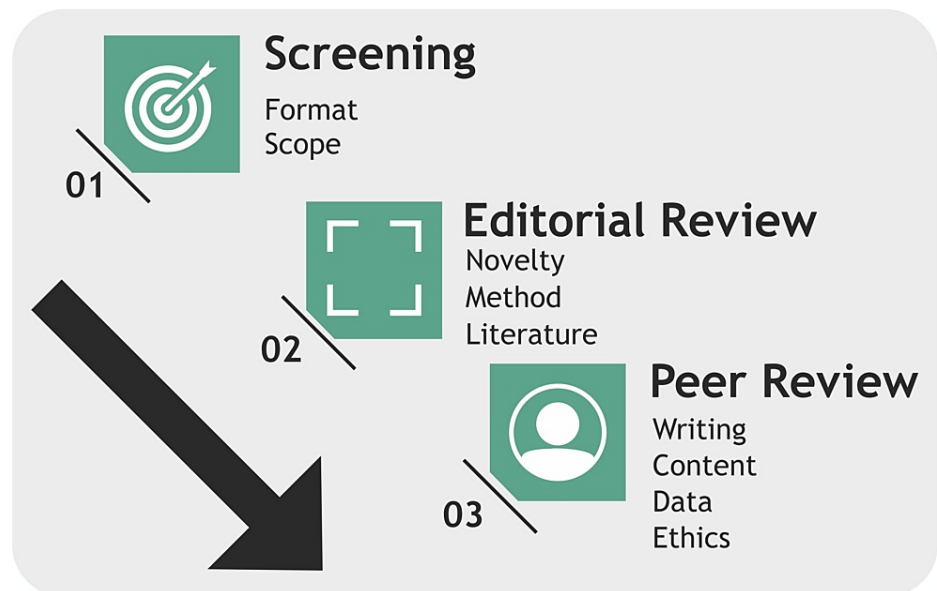 Screening
Format
Scope
01
Editorial Review
Novelty
Method
Literature
02
Peer Review
Writing
Content
Data
Ethics
03